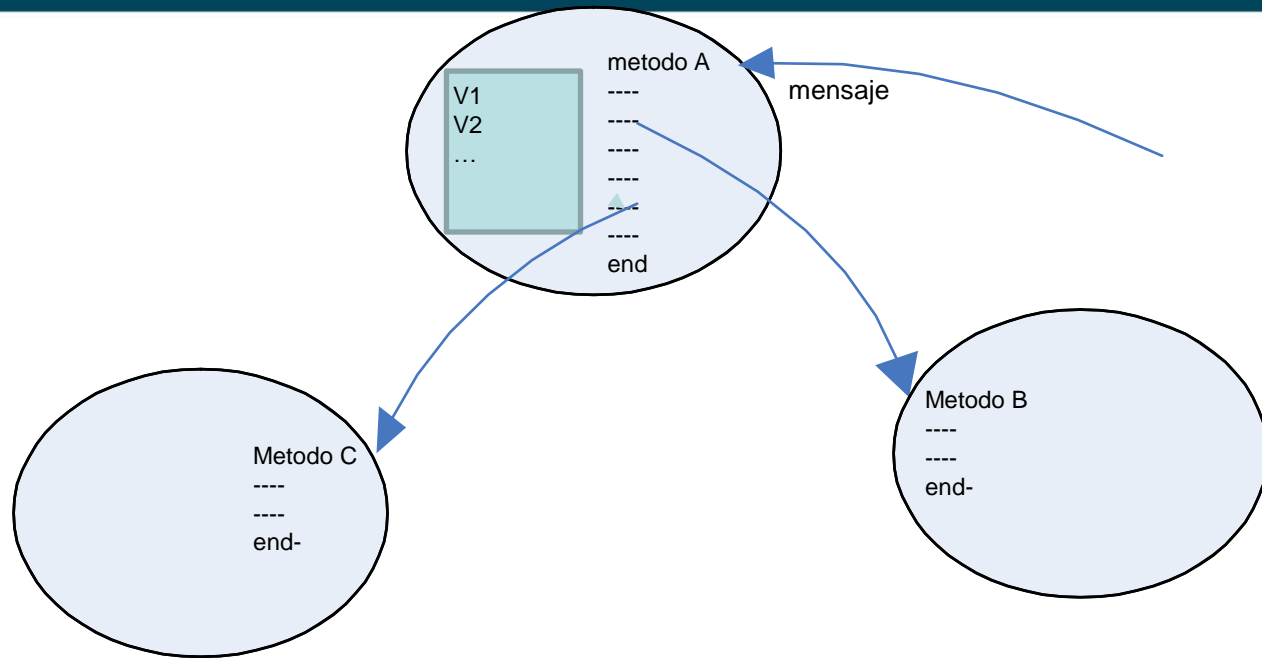 metodo A
----
----
----
----
----
----
end
V1
V2
…
mensaje
Metodo B
----
----
end-
Metodo C
----
----
end-